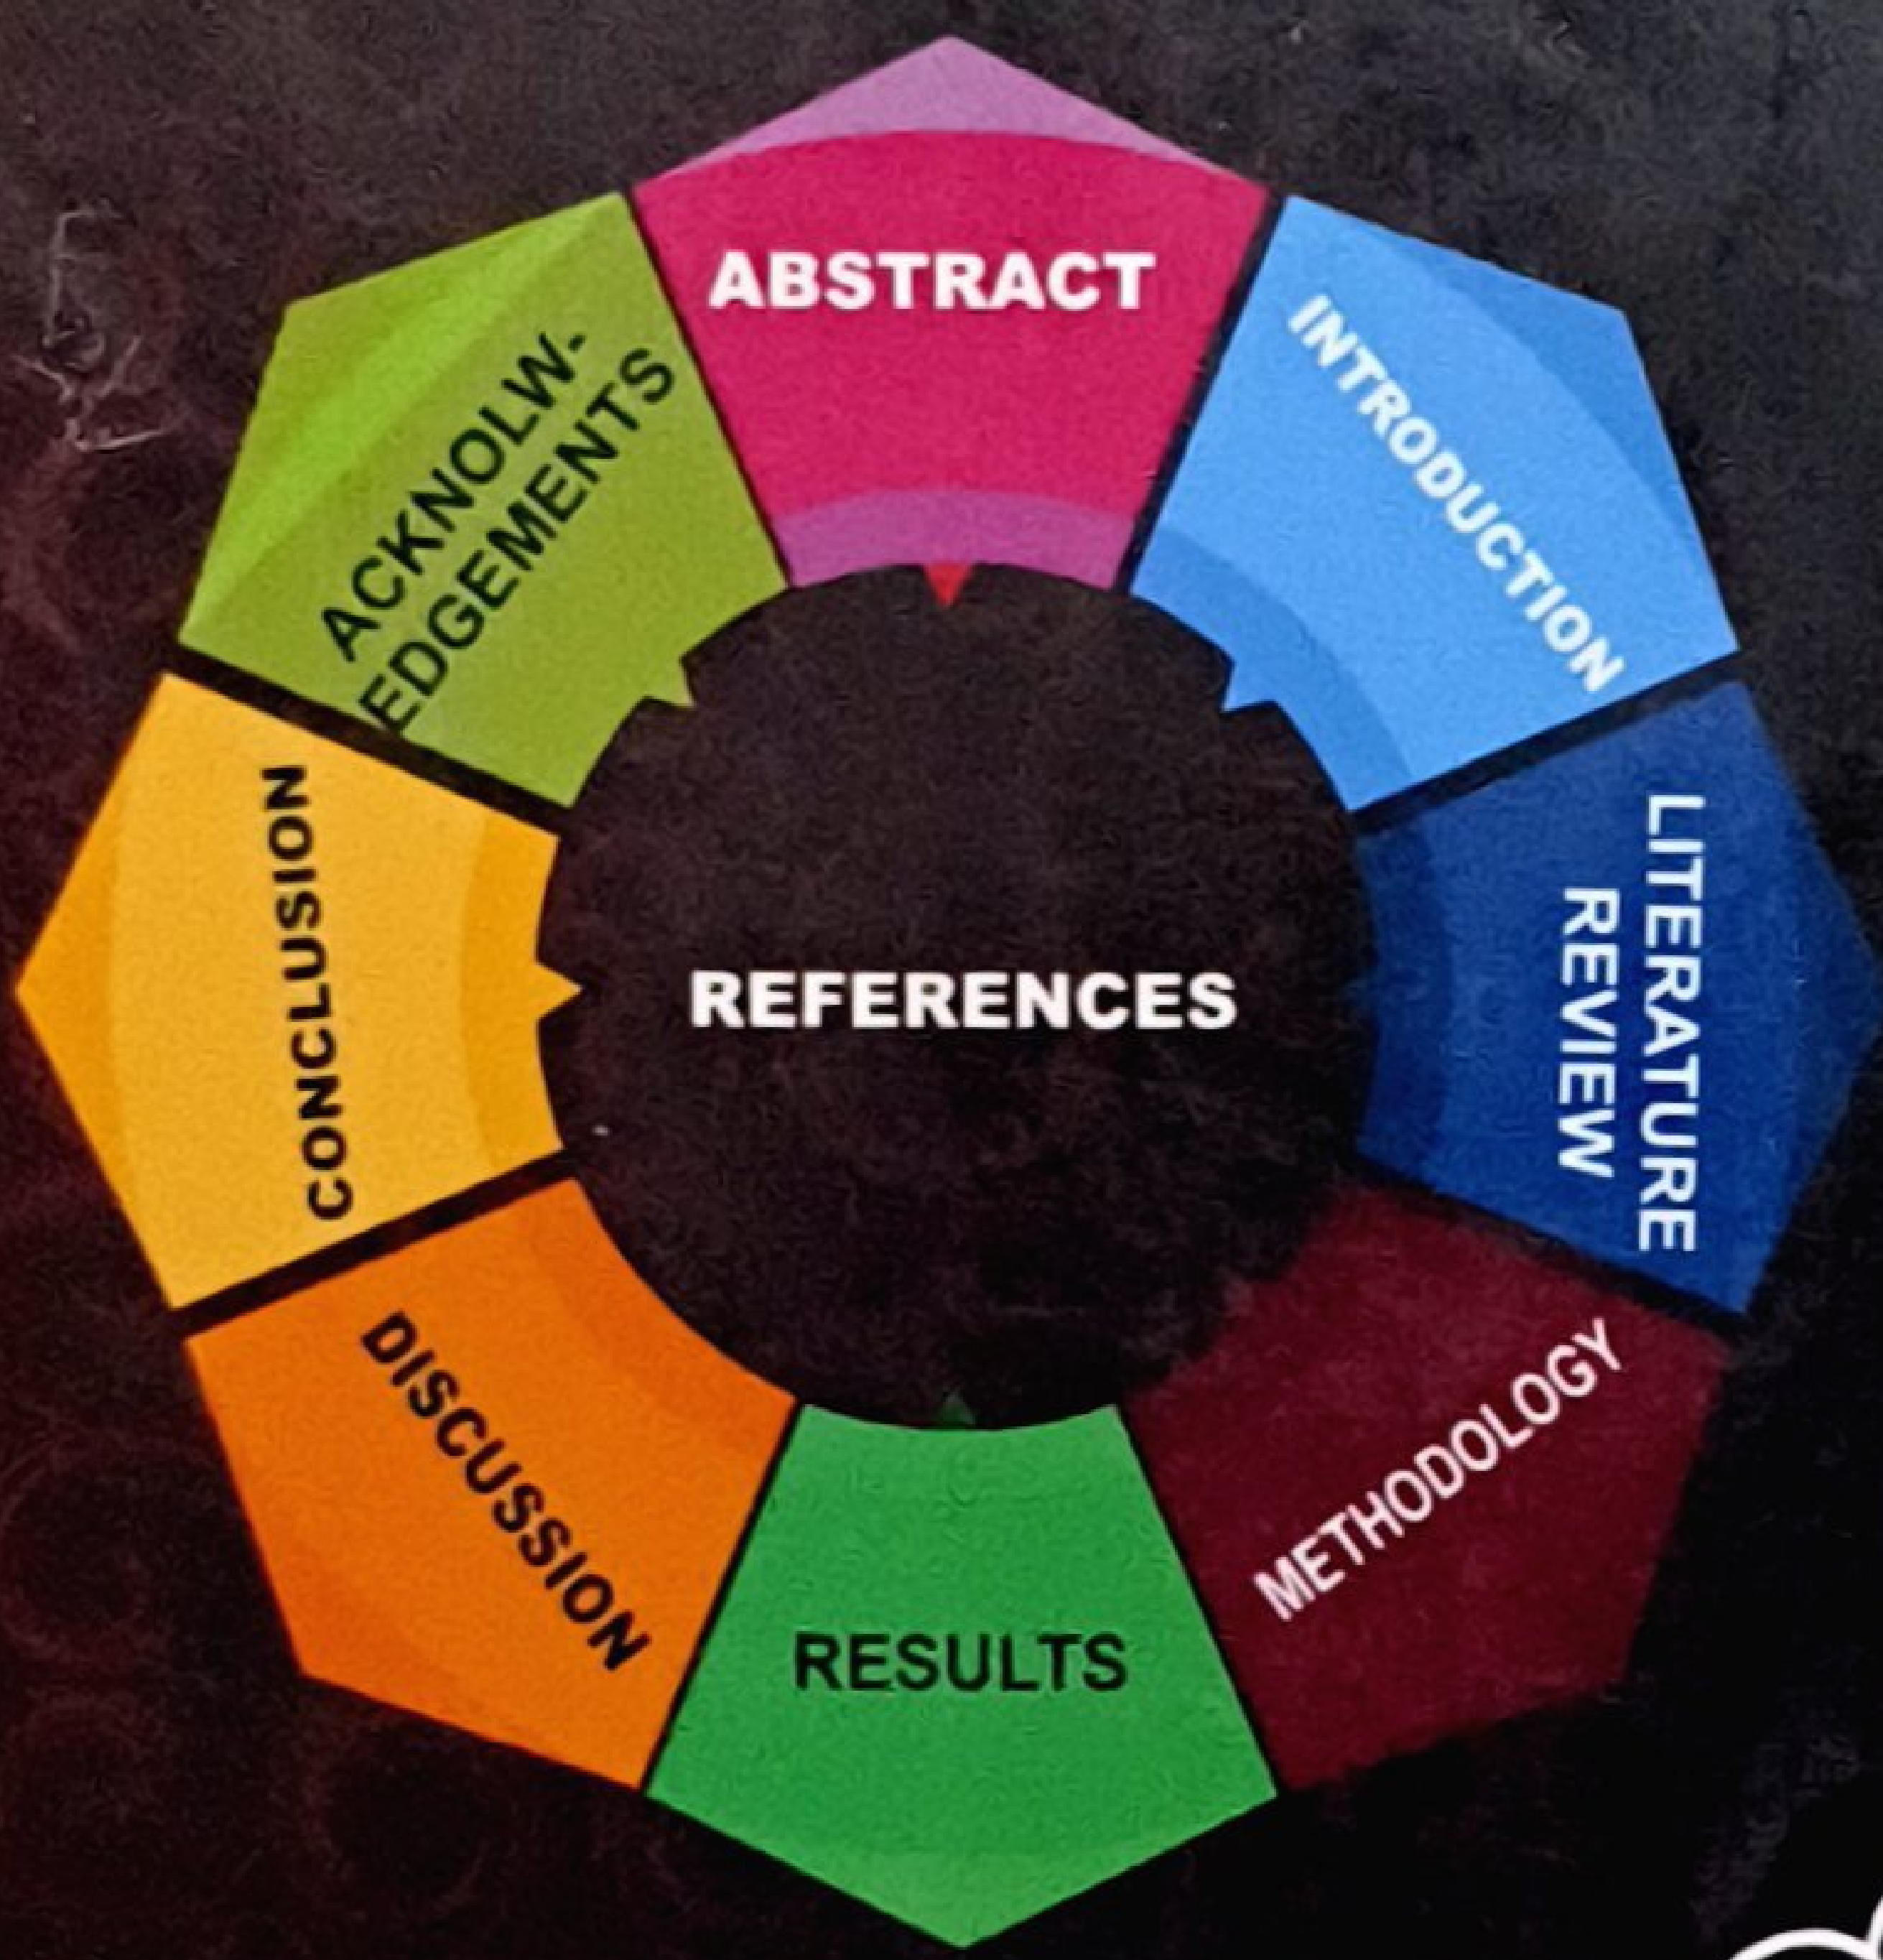 ABSTRACT
INTRODUCTION
LITERATURE
REVIEW
METHODOLOGY
RESULTS
DISCUSSION
CONCLUSION
ACKNOLW-
EDGEMENTS
REFERENCES